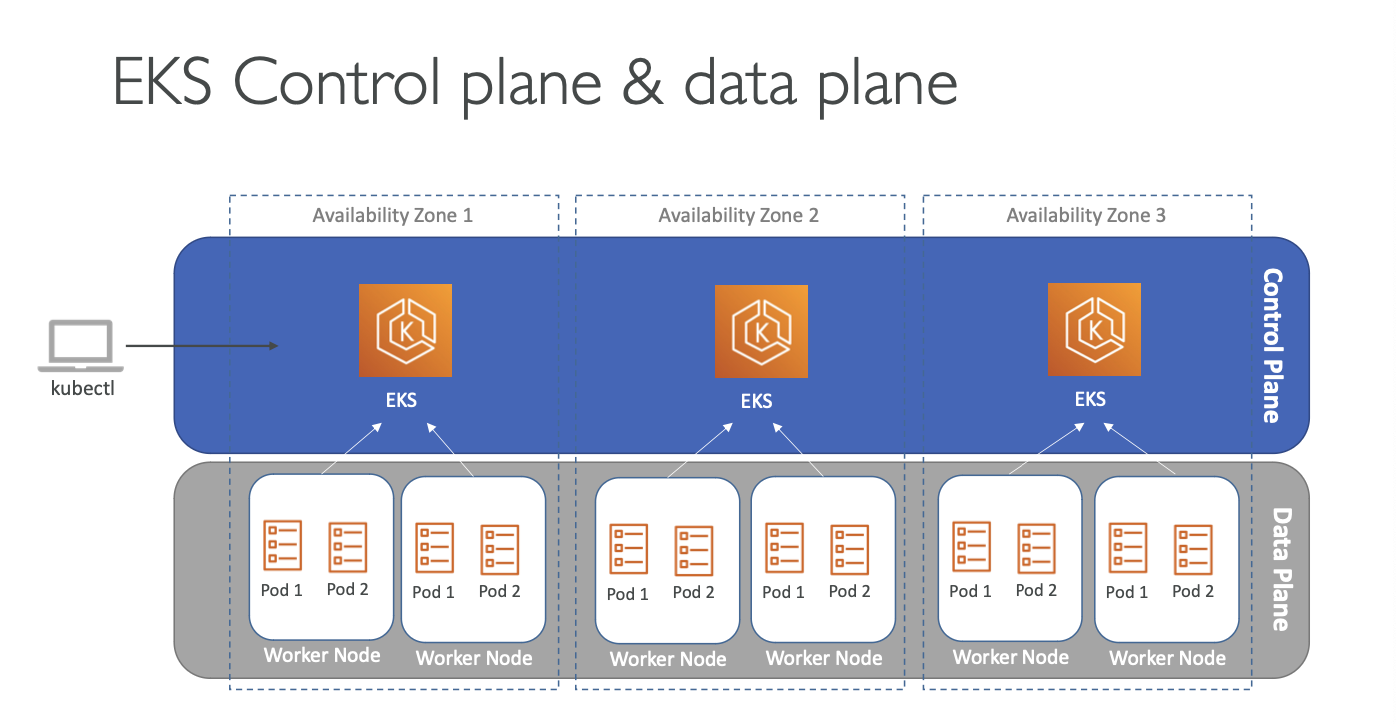 EKS Control plane & data plane
Availability Zone 1
Availability Zone 2
Availability Zone 3
Control Plane
K
K
K
kubectl
EKS
EKS
EKS
Data Plane
Pod 1
Pod 2
Pod 1
Pod 2
Pod 1
Pod 2
Pod 1
Pod 2
Pod 1
Pod 2
Pod 1
Pod 2
Worker Node
Worker Node
Worker Node
Worker Node
Worker Node
Worker Node